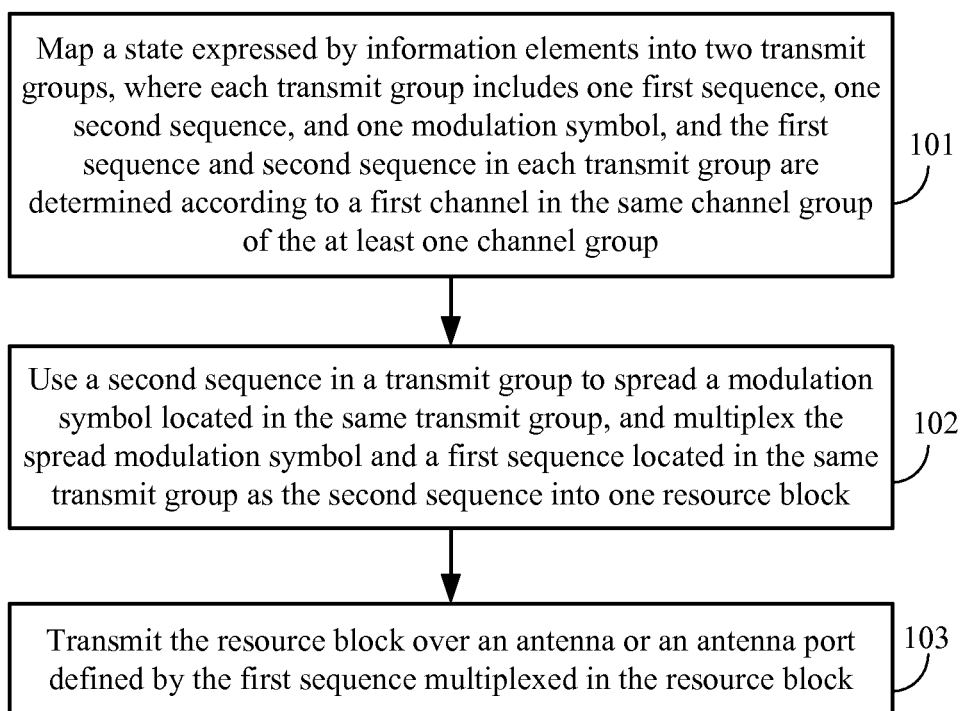 Map a state expressed by information elements into two transmit
groups, where each transmit group includes one first sequence, one
second sequence, and one modulation symbol, and the first
sequence and second sequence in each transmit group are
determined according to a first channel in the same channel group
of the at least one channel group
101
Use a second sequence in a transmit group to spread a modulation
symbol located in the same transmit group, and multiplex the
spread modulation symbol and a first sequence located in the same
transmit group as the second sequence into one resource block
102
Transmit the resource block over an antenna or an antenna port
defined by the first sequence multiplexed in the resource block
103